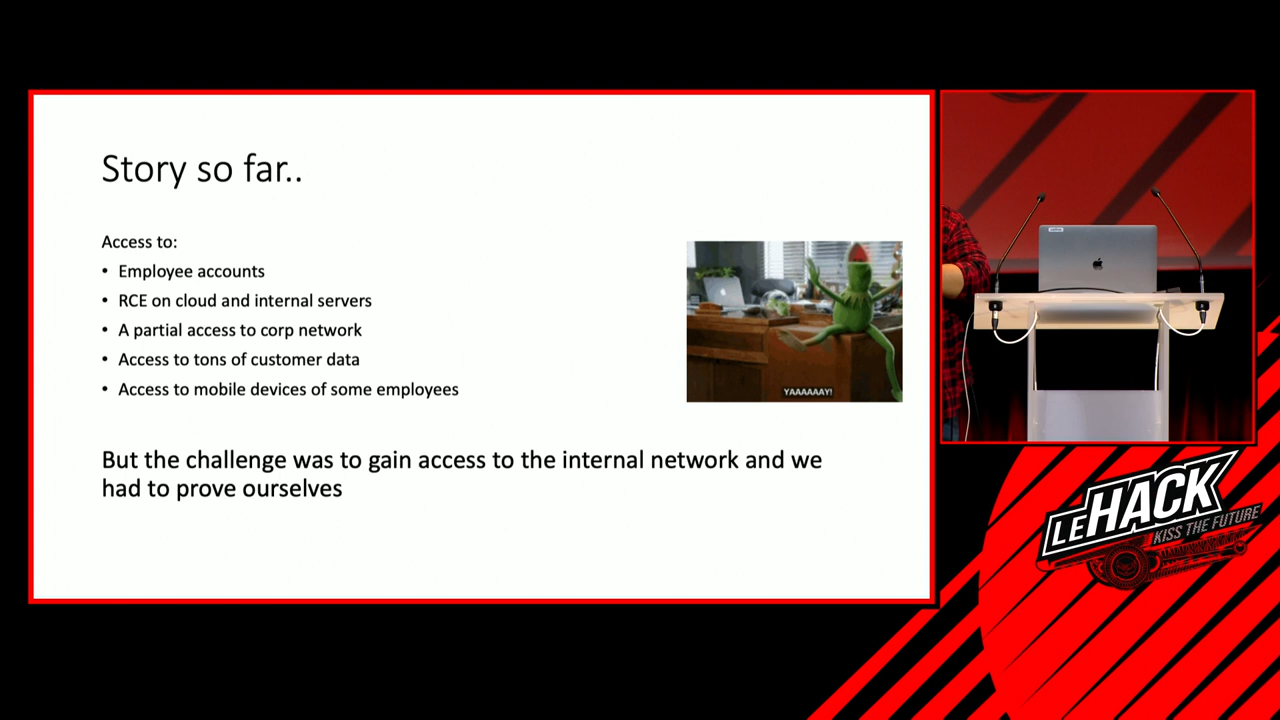 Story so far..
Access to:
• Employee accounts
• RCE on cloud and internal servers
• A partial access to corp network
• Access to tons of customer data
• Access to mobile devices of some employees
YAAAAAAY!
But the challenge was to gain access to the internal network and we
had to prove ourselves
LEHACK
KISS THE FUTURE